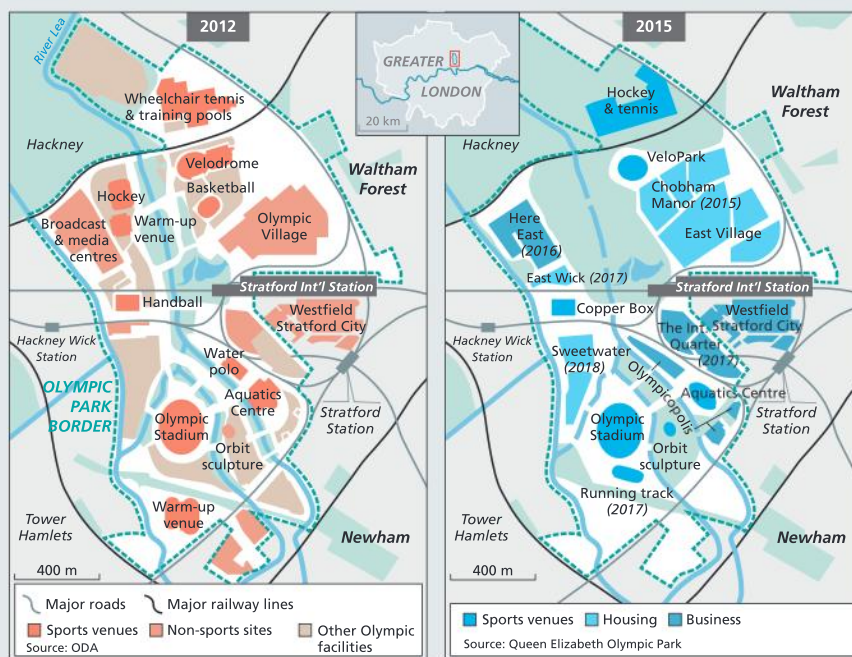 2012
River Lea
Wheelchair tennis
& training pools
Hackney
Velodrome
Waltham
Forest
Basketball
Hockey
Broadcast
& media
centres
Warm-up
venue
Olympic
Village
Stratford Int'l Station
Handball
Westfield
Stratford City
Hackney Wick
Station
Water
polo
OLYMPIC
PARK
BORDER
Aquatics
Centre
Stratford
Station
Olympic
Stadium
Orbit
sculpture
Warm-up
venue
Tower
Hamlets
Newham
400 m
Major roads
Major railway lines
Sports venues
Non-sports sites
Other Olympic
facilities
Source: ODA
GREATER
LONDON
20 km
2015
Hockey
& tennis
Waltham
Forest
Hackney
VeloPark
Chobham
Manor (2015)
Here
East
(2016)
East Village
East Wick (2017)
Stratford Int'l Station
Copper Box
Westfield
Stratford City
The Int.
Quarter
(2017)
Hackney Wick
Station
Sweetwater
(2018)
Olympicopolis
Aquatics Centre
Stratford
Station
Olympic
Stadium
Orbit
sculpture
Running track
(2017)
Tower
Hamlets
Newham
400 m
Sports venues
Housing
Business
Source: Queen Elizabeth Olympic Park